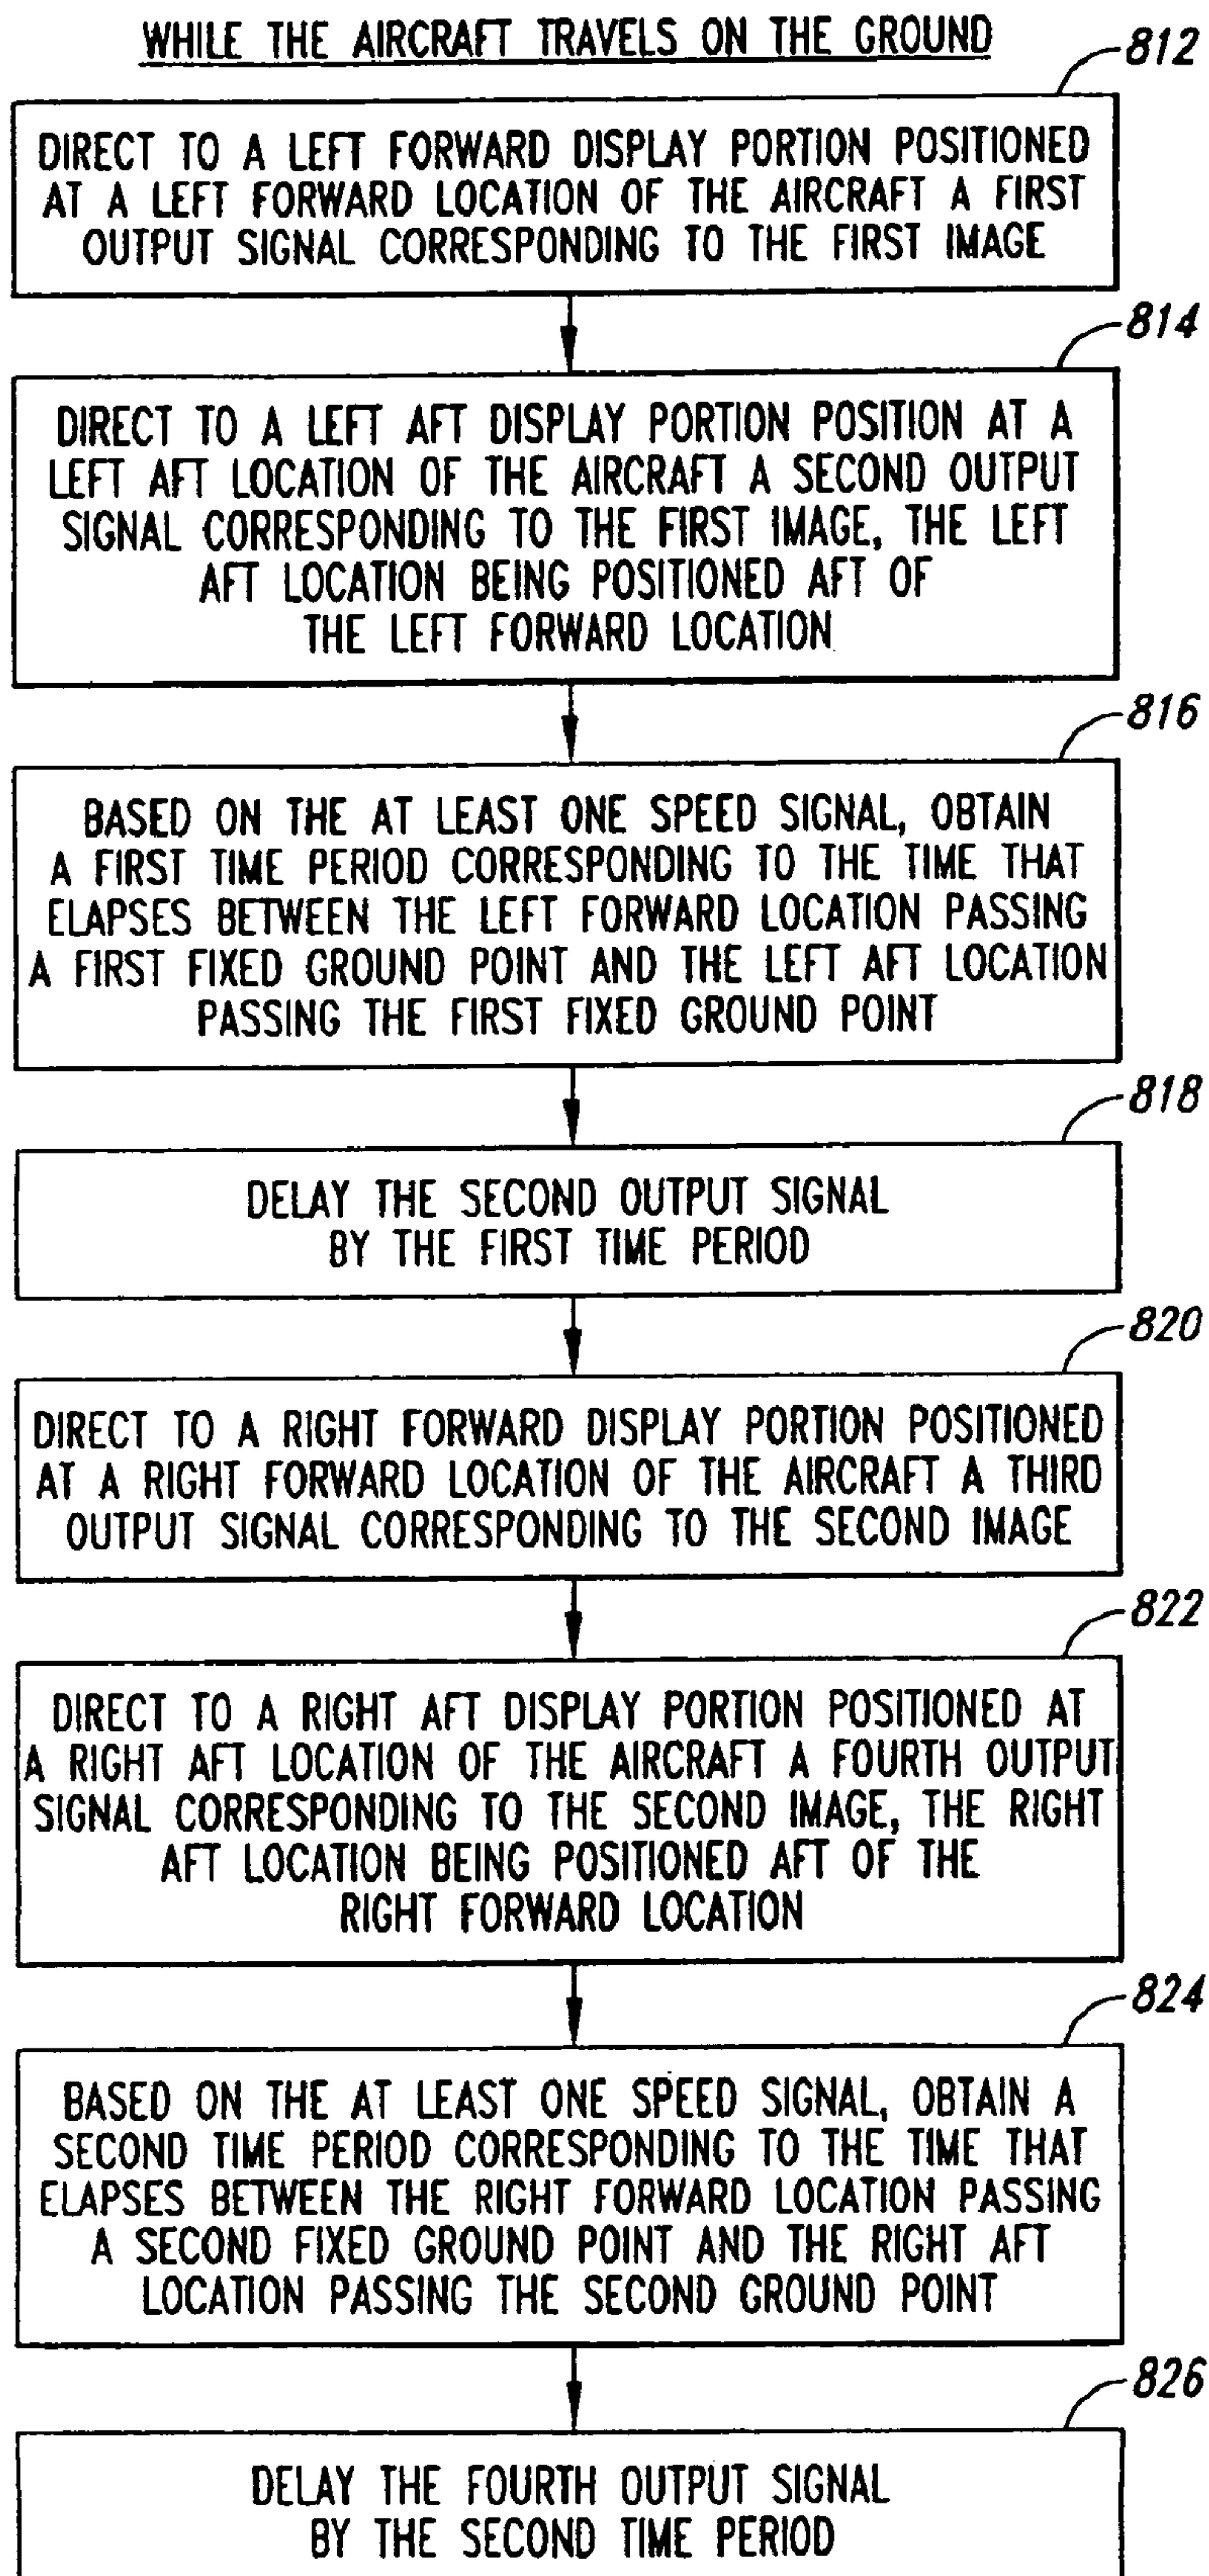 WHILE THE AIRCRAFT TRAVELS ON THE GROUND
812
DIRECT TO A LEFT FORWARD DISPLAY PORTION POSITIONED
AT A LEFT FORWARD LOCATION OF THE AIRCRAFT A FIRST
OUTPUT SIGNAL CORRESPONDING TO THE FIRST IMAGE
814
DIRECT TO A LEFT AFT DISPLAY PORTION POSITION AT A
LEFT AFT LOCATION OF THE AIRCRAFT A SECOND OUTPUT
SIGNAL CORRESPONDING TO THE FIRST IMAGE, THE LEFT
AFT LOCATION BEING POSITIONED AFT OF
THE LEFT FORWARD LOCATION
816
BASED ON THE AT LEAST ONE SPEED SIGNAL, OBTAIN
A FIRST TIME PERIOD CORRESPONDING TO THE TIME THAT
ELAPSES BETWEEN THE LEFT FORWARD LOCATION PASSING
A FIRST FIXED GROUND POINT AND THE LEFT AFT LOCATION
PASSING THE FIRST FIXED GROUND POINT
818
DELAY THE SECOND OUTPUT SIGNAL
BY THE FIRST TIME PERIOD
820
DIRECT TO A RIGHT FORWARD DISPLAY PORTION POSITIONED
AT A RIGHT FORWARD LOCATION OF THE AIRCRAFT A THIRD
OUTPUT SIGNAL CORRESPONDING TO THE SECOND IMAGE
822
DIRECT TO A RIGHT AFT DISPLAY PORTION POSITIONED AT
A RIGHT AFT LOCATION OF THE AIRCRAFT A FOURTH OUTPUT
SIGNAL CORRESPONDING TO THE SECOND IMAGE, THE RIGHT
AFT LOCATION BEING POSITIONED AFT OF THE
RIGHT FORWARD LOCATION
824
BASED ON THE AT LEAST ONE SPEED SIGNAL, OBTAIN A
SECOND TIME PERIOD CORRESPONDING TO THE TIME THAT
ELAPSES BETWEEN THE RIGHT FORWARD LOCATION PASSING
A SECOND FIXED GROUND POINT AND THE RIGHT AFT
LOCATION PASSING THE SECOND GROUND POINT
826
DELAY THE FOURTH OUTPUT SIGNAL
BY THE SECOND TIME PERIOD